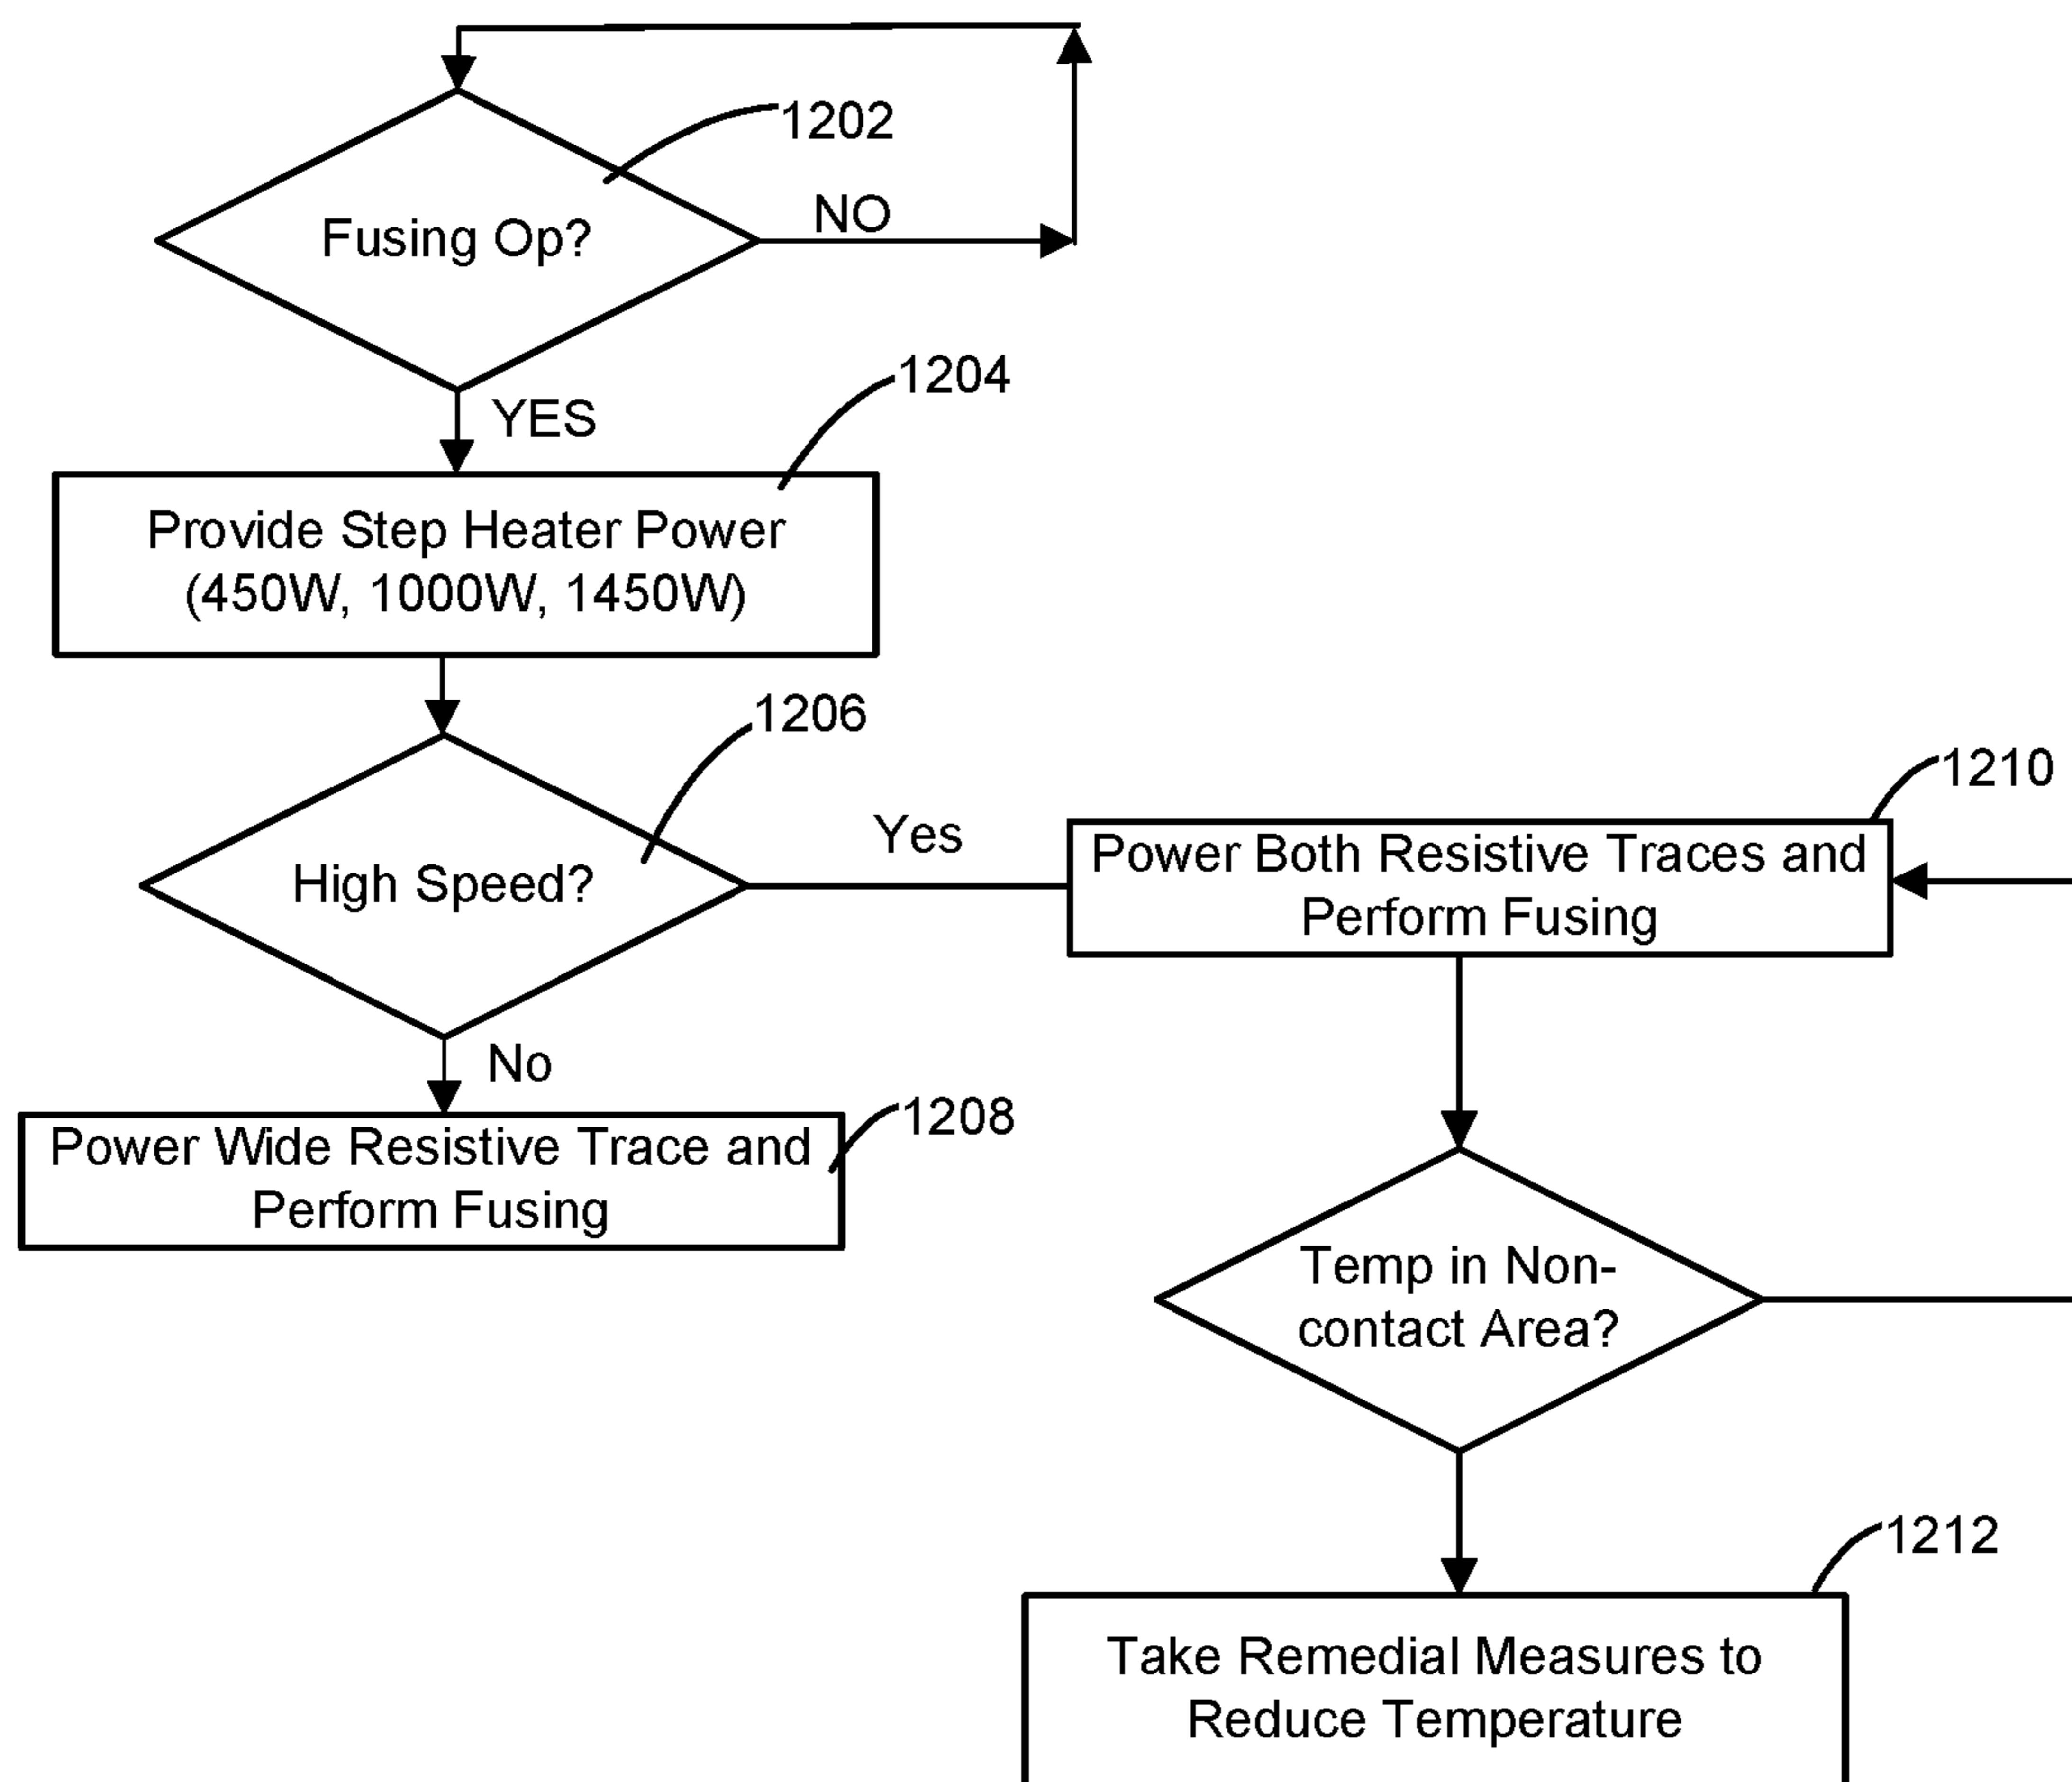 1202
Fusing Op?
NO
1204
YES
Provide Step Heater Power
(450W, 1000W, 1450W)
1206
High Speed?
Yes
1210
Power Both Resistive Traces and
Perform Fusing
No
1208
Power Wide Resistive Trace and
Perform Fusing
Temp in Non-
contact Area?
1212
Take Remedial Measures to
Reduce Temperature